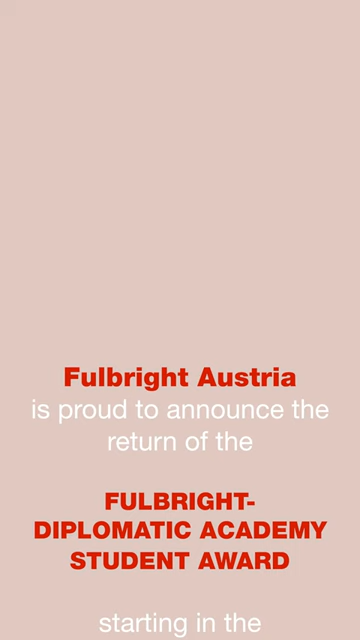 Fulbright Austria
is proud to announce the
return of the
FULBRIGHT-
DIPLOMATIC ACADEMY
STUDENT AWARD
starting in the